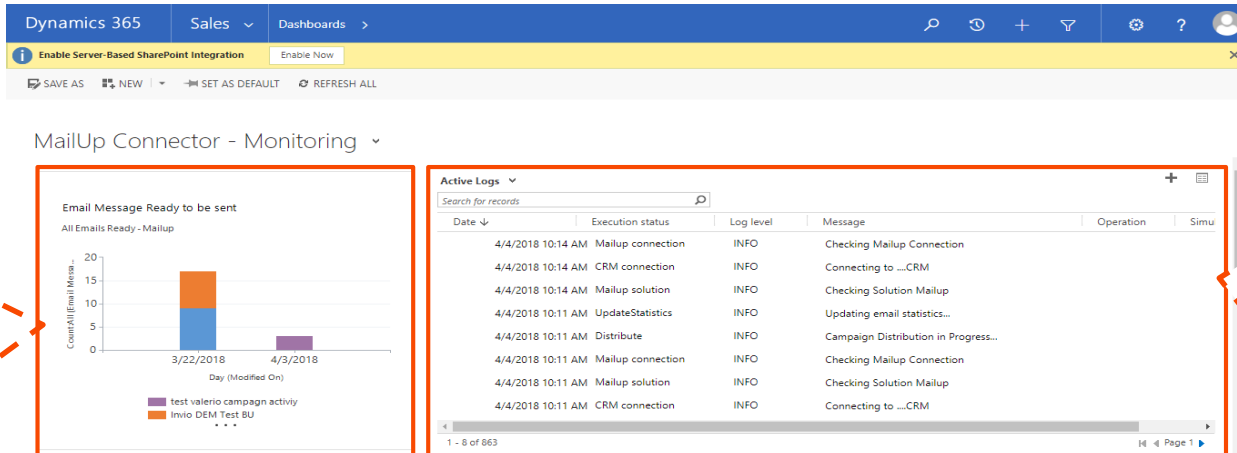 Dynamics 365 Sales Dashboards >
Enable Server-Based SharePoint Integration Enable Now
SAVE AS NEW SET AS DEFAULT REFRESH ALL
MailUp Connector - Monitoring
Email Message Ready to be sent
All Emails Ready - Mailup
CountAll (Email Messa...
20
15
10
5
0
3/22/2018 4/3/2018
Day (Modified On)
test valerio campagn activiy
Invio DEM Test BU
...
Active Logs
Search for records
Date Execution status Log level Message Operation Simu
4/4/2018 10:14 AM Mailup connection INFO Checking Mailup Connection
4/4/2018 10:14 AM CRM connection INFO Connecting to ....CRM
4/4/2018 10:14 AM Mailup solution INFO Checking Solution Mailup
4/4/2018 10:11 AM UpdateStatistics INFO Updating email statistics...
4/4/2018 10:11 AM Distribute INFO Campaign Distribution in Progress...
4/4/2018 10:11 AM Mailup connection INFO Checking Mailup Connection
4/4/2018 10:11 AM Mailup solution INFO Checking Solution Mailup
4/4/2018 10:11 AM CRM connection INFO Connecting to ....CRM
1 - 8 of 863 Page 1